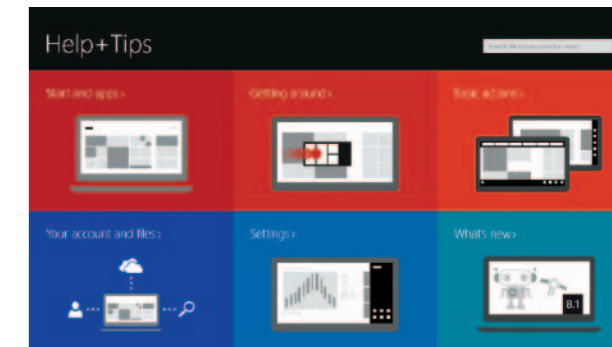 Help+Tips
Start and apps ›
Getting around ›
Basic actions ›
Your account and files ›
Settings ›
What's new ›
8.1